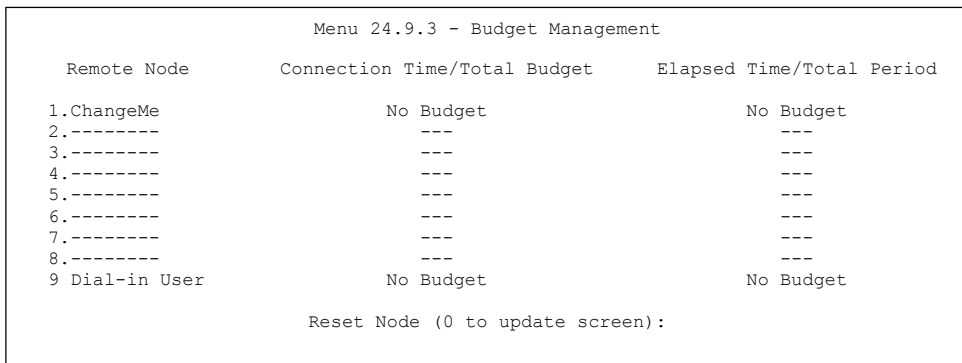 Menu 24.9.3 - Budget Management
Remote Node Connection Time/Total Budget Elapsed Time/Total Period
1.ChangeMe No Budget No Budget
2.-------- --- ---
3.-------- --- ---
4.-------- --- ---
5.-------- --- ---
6.-------- --- ---
7.-------- --- ---
8.-------- --- ---
9 Dial-in User No Budget No Budget
Reset Node (0 to update screen):